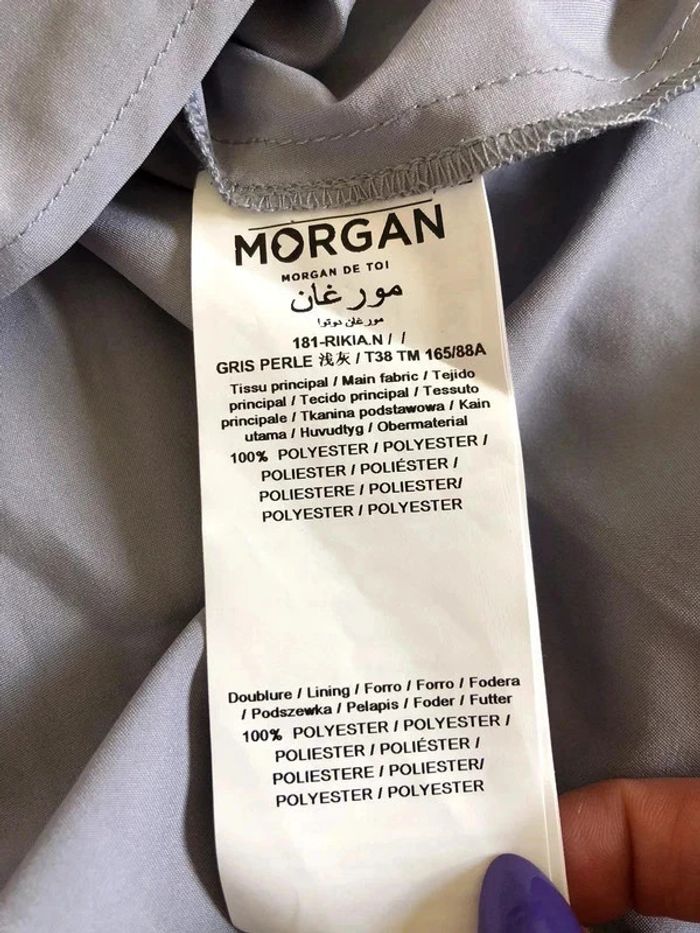 MORGAN
MORGAN DE TOI
مورغان
مورغان دوتوا
181-RIKIA.N / /
GRIS PERLE 浅灰 / T38 TM 165/88A
Tissu principal / Main fabric / Tejido
principal / Tecido principal / Tessuto
principale / Tkanina podstawowa / Kain
utama / Huvudtyg / Obermaterial
100% POLYESTER / POLYESTER /
POLIESTER / POLIÉSTER /
POLIESTERE / POLIESTER/
POLYESTER / POLYESTER
Doublure / Lining / Forro / Forro / Fodera
/ Podszewka / Pelapis / Foder / Futter
100% POLYESTER / POLYESTER /
POLIESTER / POLIÉSTER /
POLIESTERE / POLIESTER/
POLYESTER / POLYESTER